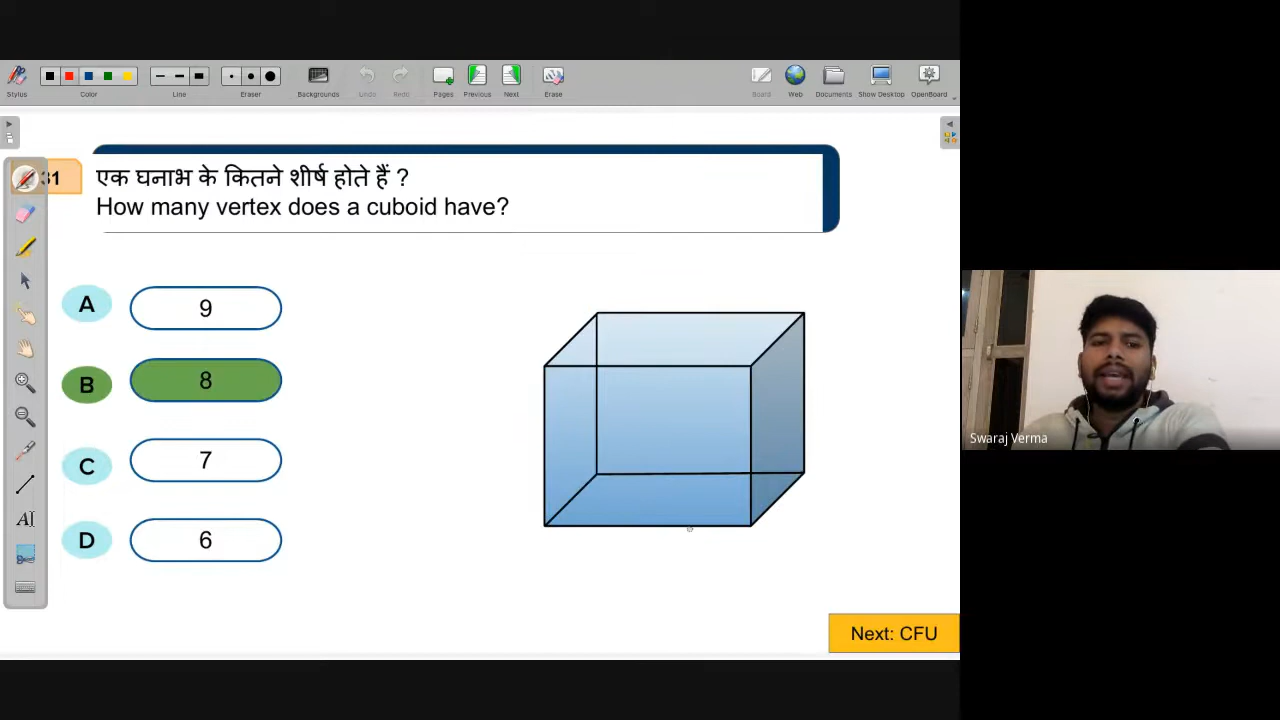 Stylus
Color
Line
Eraser
Backgrounds
Undo
Redo
Pages
Previous
Next
Erase
Board
Web
Documents
Show Desktop
OpenBoard
31
एक घनाभ के कितने शीर्ष होते हैं ?
How many vertex does a cuboid have?
A
9
B
8
C
7
D
6
Swaraj Verma
Next: CFU